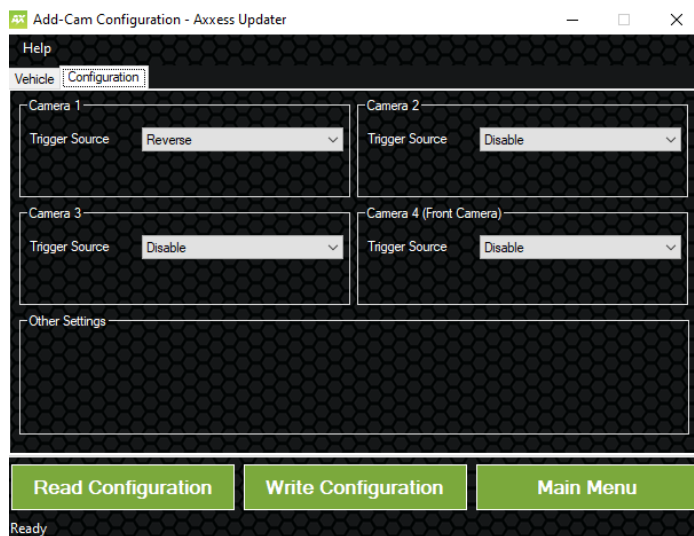 AX Add-Cam Configuration - Axxess Updater
Help
Vehicle Configuration
Camera 1
Trigger Source Reverse
Camera 2
Trigger Source Disable
Camera 3
Trigger Source Disable
Camera 4 (Front Camera)
Trigger Source Disable
Other Settings
Read Configuration Write Configuration Main Menu
Ready